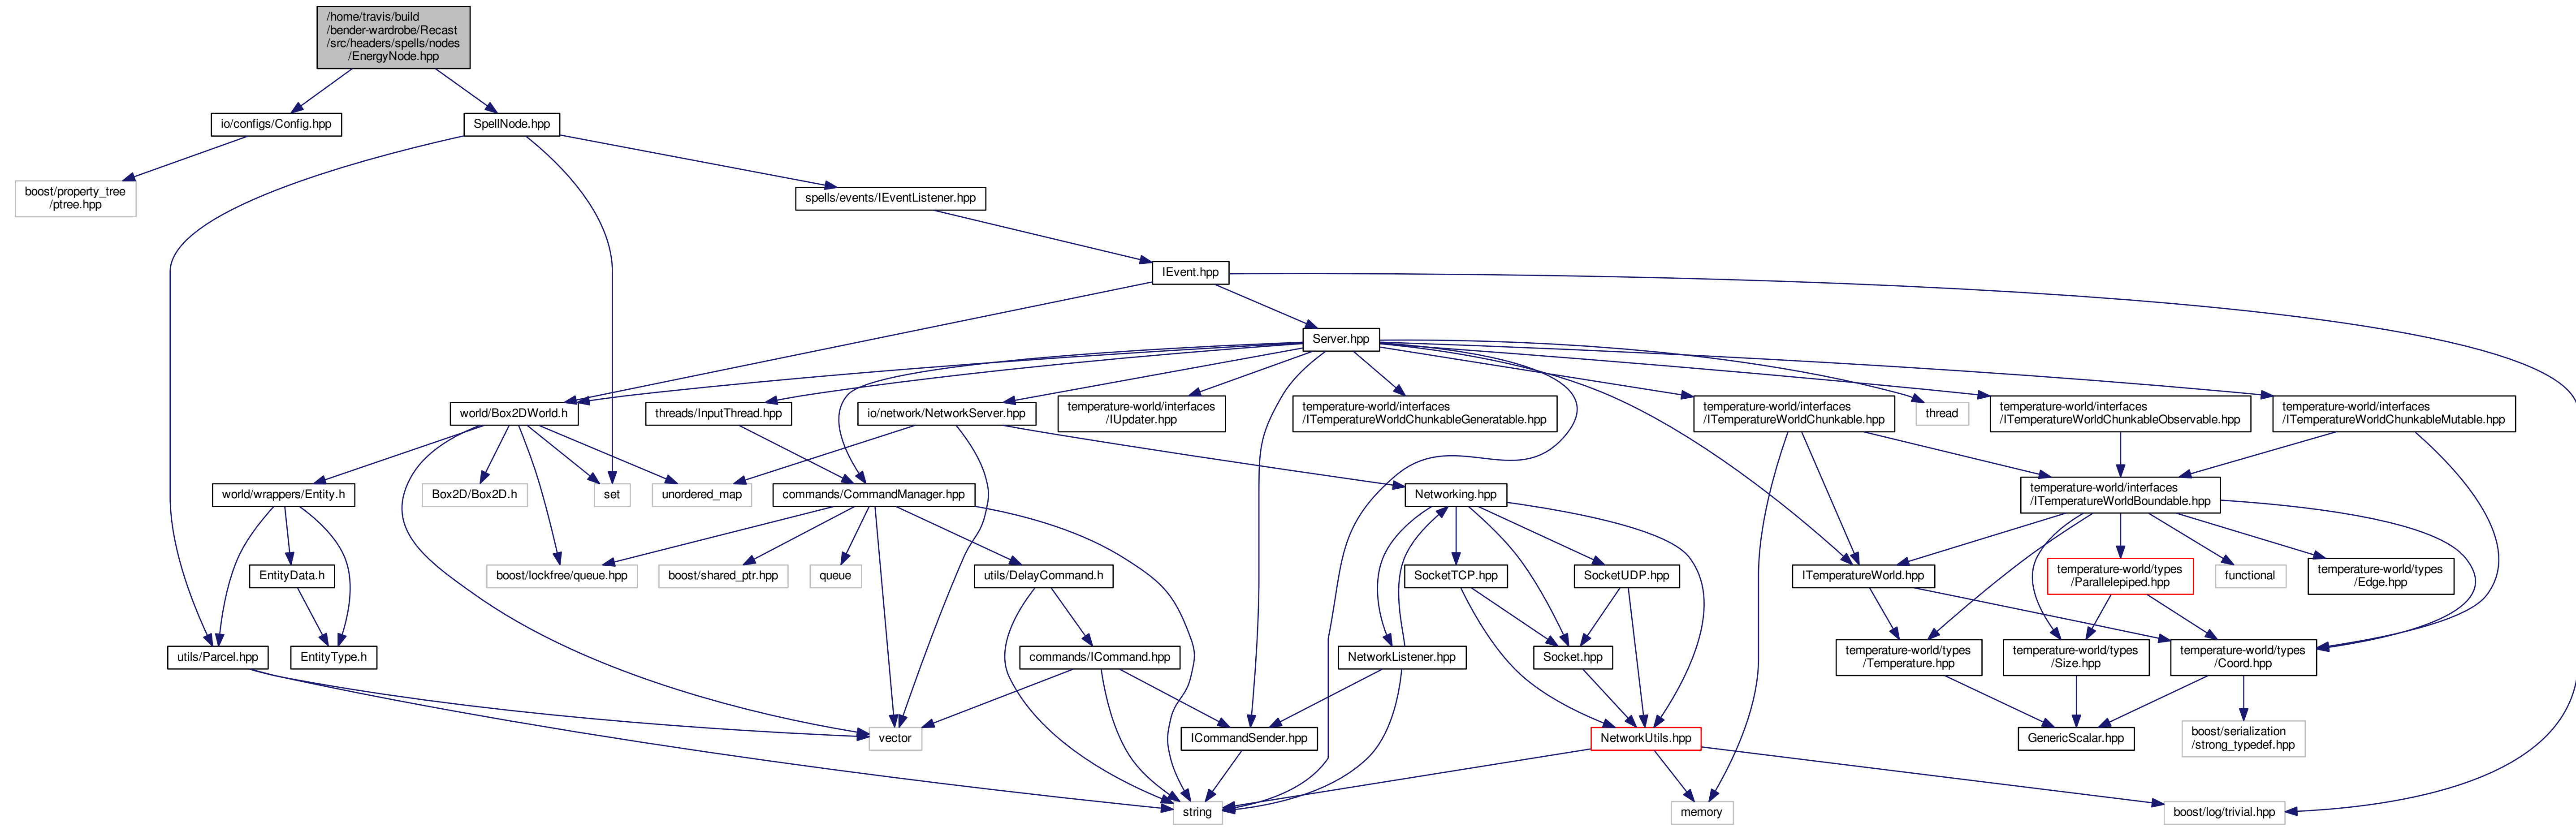 /home/travis/build
/bender-wardrobe/Recast
/src/headers/spells/nodes
/EnergyNode.hpp
io/configs/Config.hpp
SpellNode.hpp
boost/property_tree
/ptree.hpp
spells/events/IEventListener.hpp
IEvent.hpp
Server.hpp
world/Box2DWorld.h
threads/InputThread.hpp
io/network/NetworkServer.hpp
temperature-world/interfaces
/IUpdater.hpp
temperature-world/interfaces
/ITemperatureWorldChunkableGeneratable.hpp
temperature-world/interfaces
/ITemperatureWorldChunkable.hpp
thread
temperature-world/interfaces
/ITemperatureWorldChunkableObservable.hpp
temperature-world/interfaces
/ITemperatureWorldChunkableMutable.hpp
world/wrappers/Entity.h
Box2D/Box2D.h
set
unordered_map
commands/CommandManager.hpp
Networking.hpp
temperature-world/interfaces
/ITemperatureWorldBoundable.hpp
EntityData.h
boost/lockfree/queue.hpp
boost/shared_ptr.hpp
queue
utils/DelayCommand.h
SocketTCP.hpp
SocketUDP.hpp
ITemperatureWorld.hpp
temperature-world/types
/Parallelepiped.hpp
functional
temperature-world/types
/Edge.hpp
utils/Parcel.hpp
EntityType.h
commands/ICommand.hpp
NetworkListener.hpp
Socket.hpp
temperature-world/types
/Temperature.hpp
temperature-world/types
/Size.hpp
temperature-world/types
/Coord.hpp
vector
ICommandSender.hpp
NetworkUtils.hpp
GenericScalar.hpp
boost/serialization
/strong_typedef.hpp
string
memory
boost/log/trivial.hpp